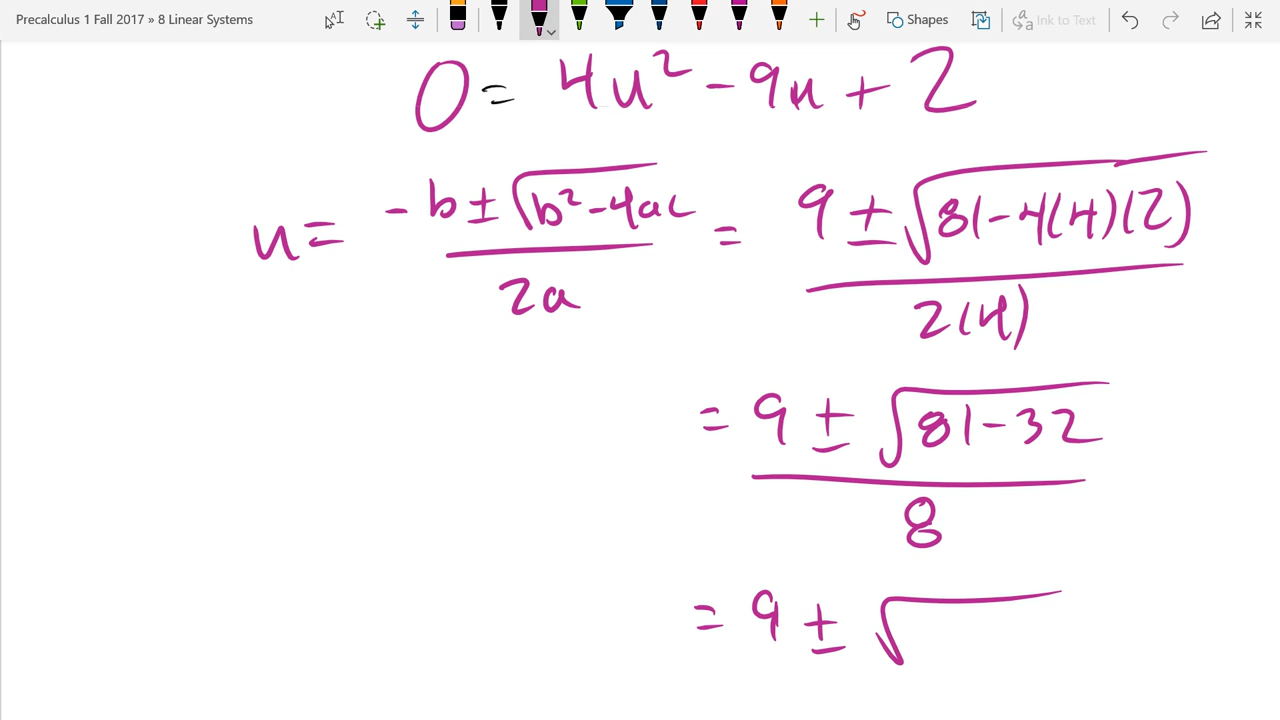 Precalculus 1 Fall 2017 » 8 Linear Systems Shapes Ink to Text
0 = 4u² - 9u + 2
u = (-b ± √(b² - 4ac)) / 2a = (9 ± √(81 - 4(4)(2))) / 2(4)
= (9 ± √(81 - 32)) / 8
= 9 ± √